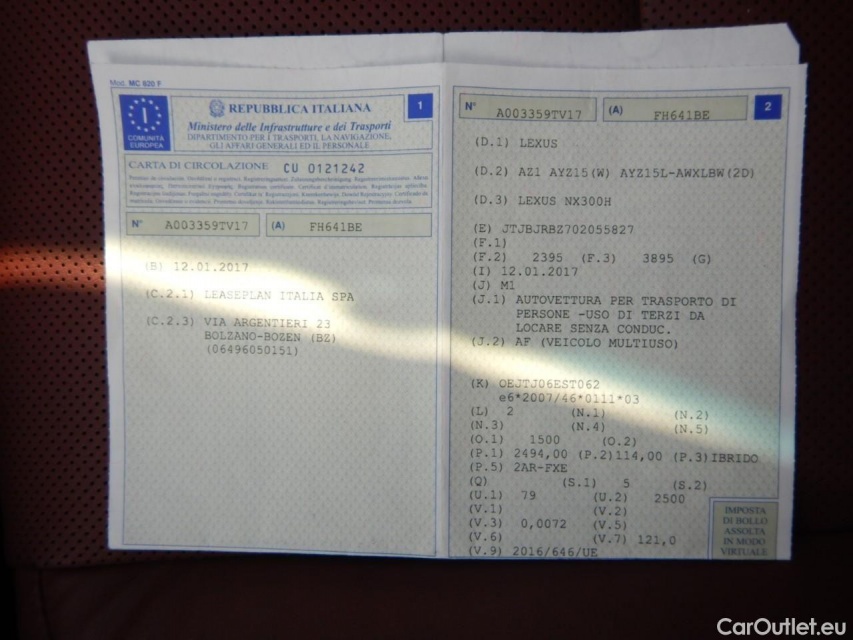 Mod. MC 820 F
COMUNITÀ EUROPEA
I
REPUBBLICA ITALIANA
1
Ministero delle Infrastrutture e dei Trasporti
DIPARTIMENTO PER I TRASPORTI, LA NAVIGAZIONE,
GLI AFFARI GENERALI ED IL PERSONALE
CARTA DI CIRCOLAZIONE CU 0121242
N° A003359TV17 (A) FH641BE
(B) 12.01.2017
(C.2.1) LEASEPLAN ITALIA SPA
(C.2.3) VIA ARGENTIERI 23
BOLZANO-BOZEN (BZ)
(06496050151)
N° A003359TV17 (A) FH641BE 2
(D.1) LEXUS
(D.2) AZ1 AYZ15(W) AYZ15L-AWXLBW(2D)
(D.3) LEXUS NX300H
(E) JTJBJRBZ702055827
(F.1)
(F.2) 2395 (F.3) 3895 (G)
(I) 12.01.2017
(J) M1
(J.1) AUTOVETTURA PER TRASPORTO DI
PERSONE -USO DI TERZI DA
LOCARE SENZA CONDUC.
(J.2) AF (VEICOLO MULTIUSO)
(K) OEJTJ06EST062
e6*2007/46*0111*03
(L) 2 (N.1) (N.2)
(N.3) (N.4) (N.5)
(O.1) 1500 (O.2)
(P.1) 2494,00 (P.2)114,00 (P.3)IBRIDO
(P.5) 2AR-FXE
(Q) (S.1) 5 (S.2)
(U.1) 79 (U.2) 2500
(V.1) (V.2)
(V.3) 0,0072 (V.5)
(V.6) (V.7) 121,0
(V.9) 2016/646/UE
IMPOSTA
DI BOLLO
ASSOLTA
IN MODO
VIRTUALE
CarOutlet.eu